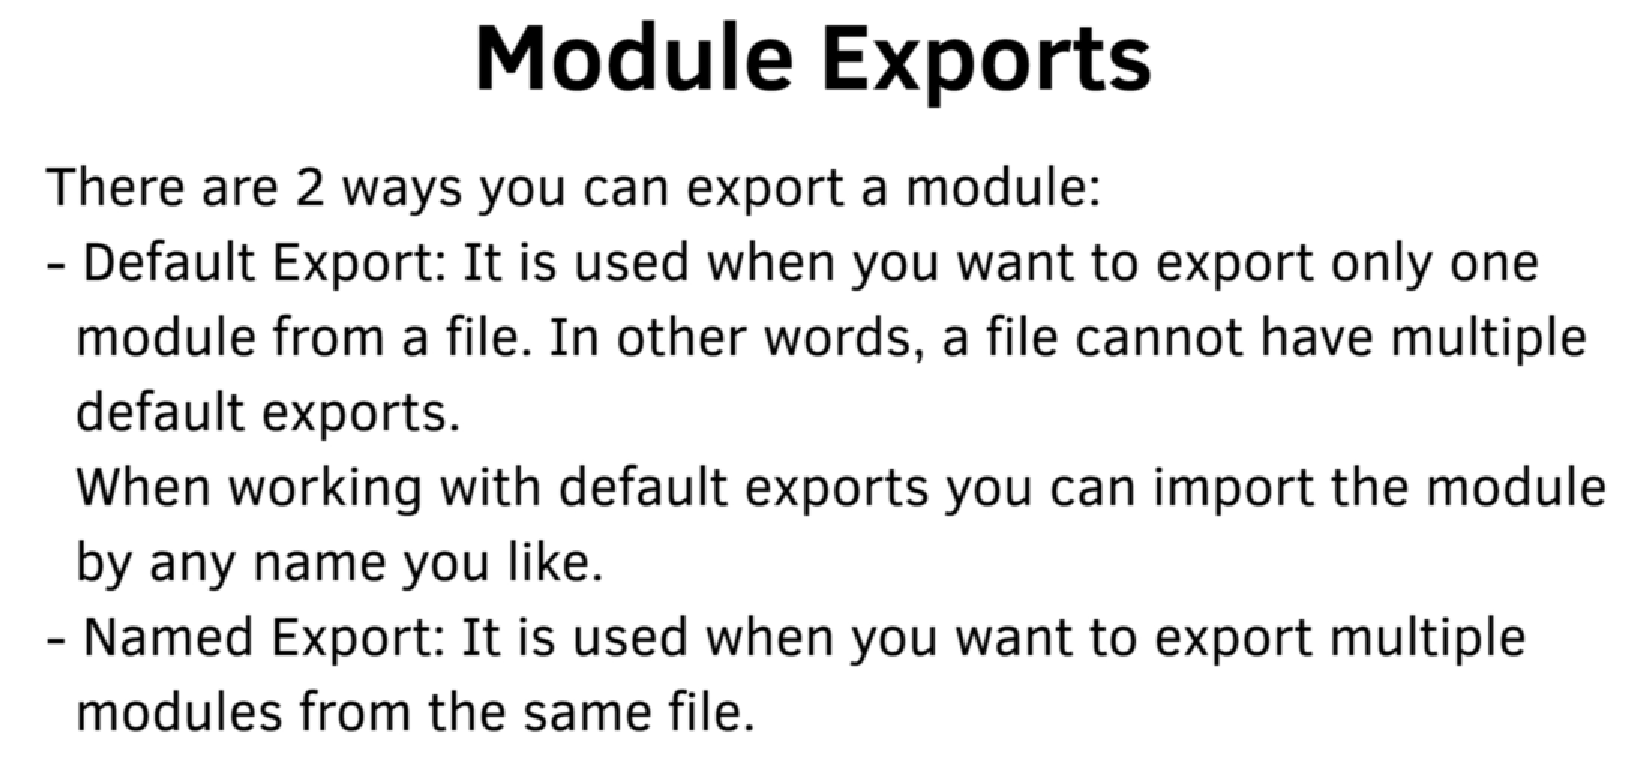 Module Exports
There are 2 ways you can export a module:
- Default Export: It is used when you want to export only one
module from a file. In other words, a file cannot have multiple
default exports.
When working with default exports you can import the module
by any name you like.
- Named Export: It is used when you want to export multiple
modules from the same file.